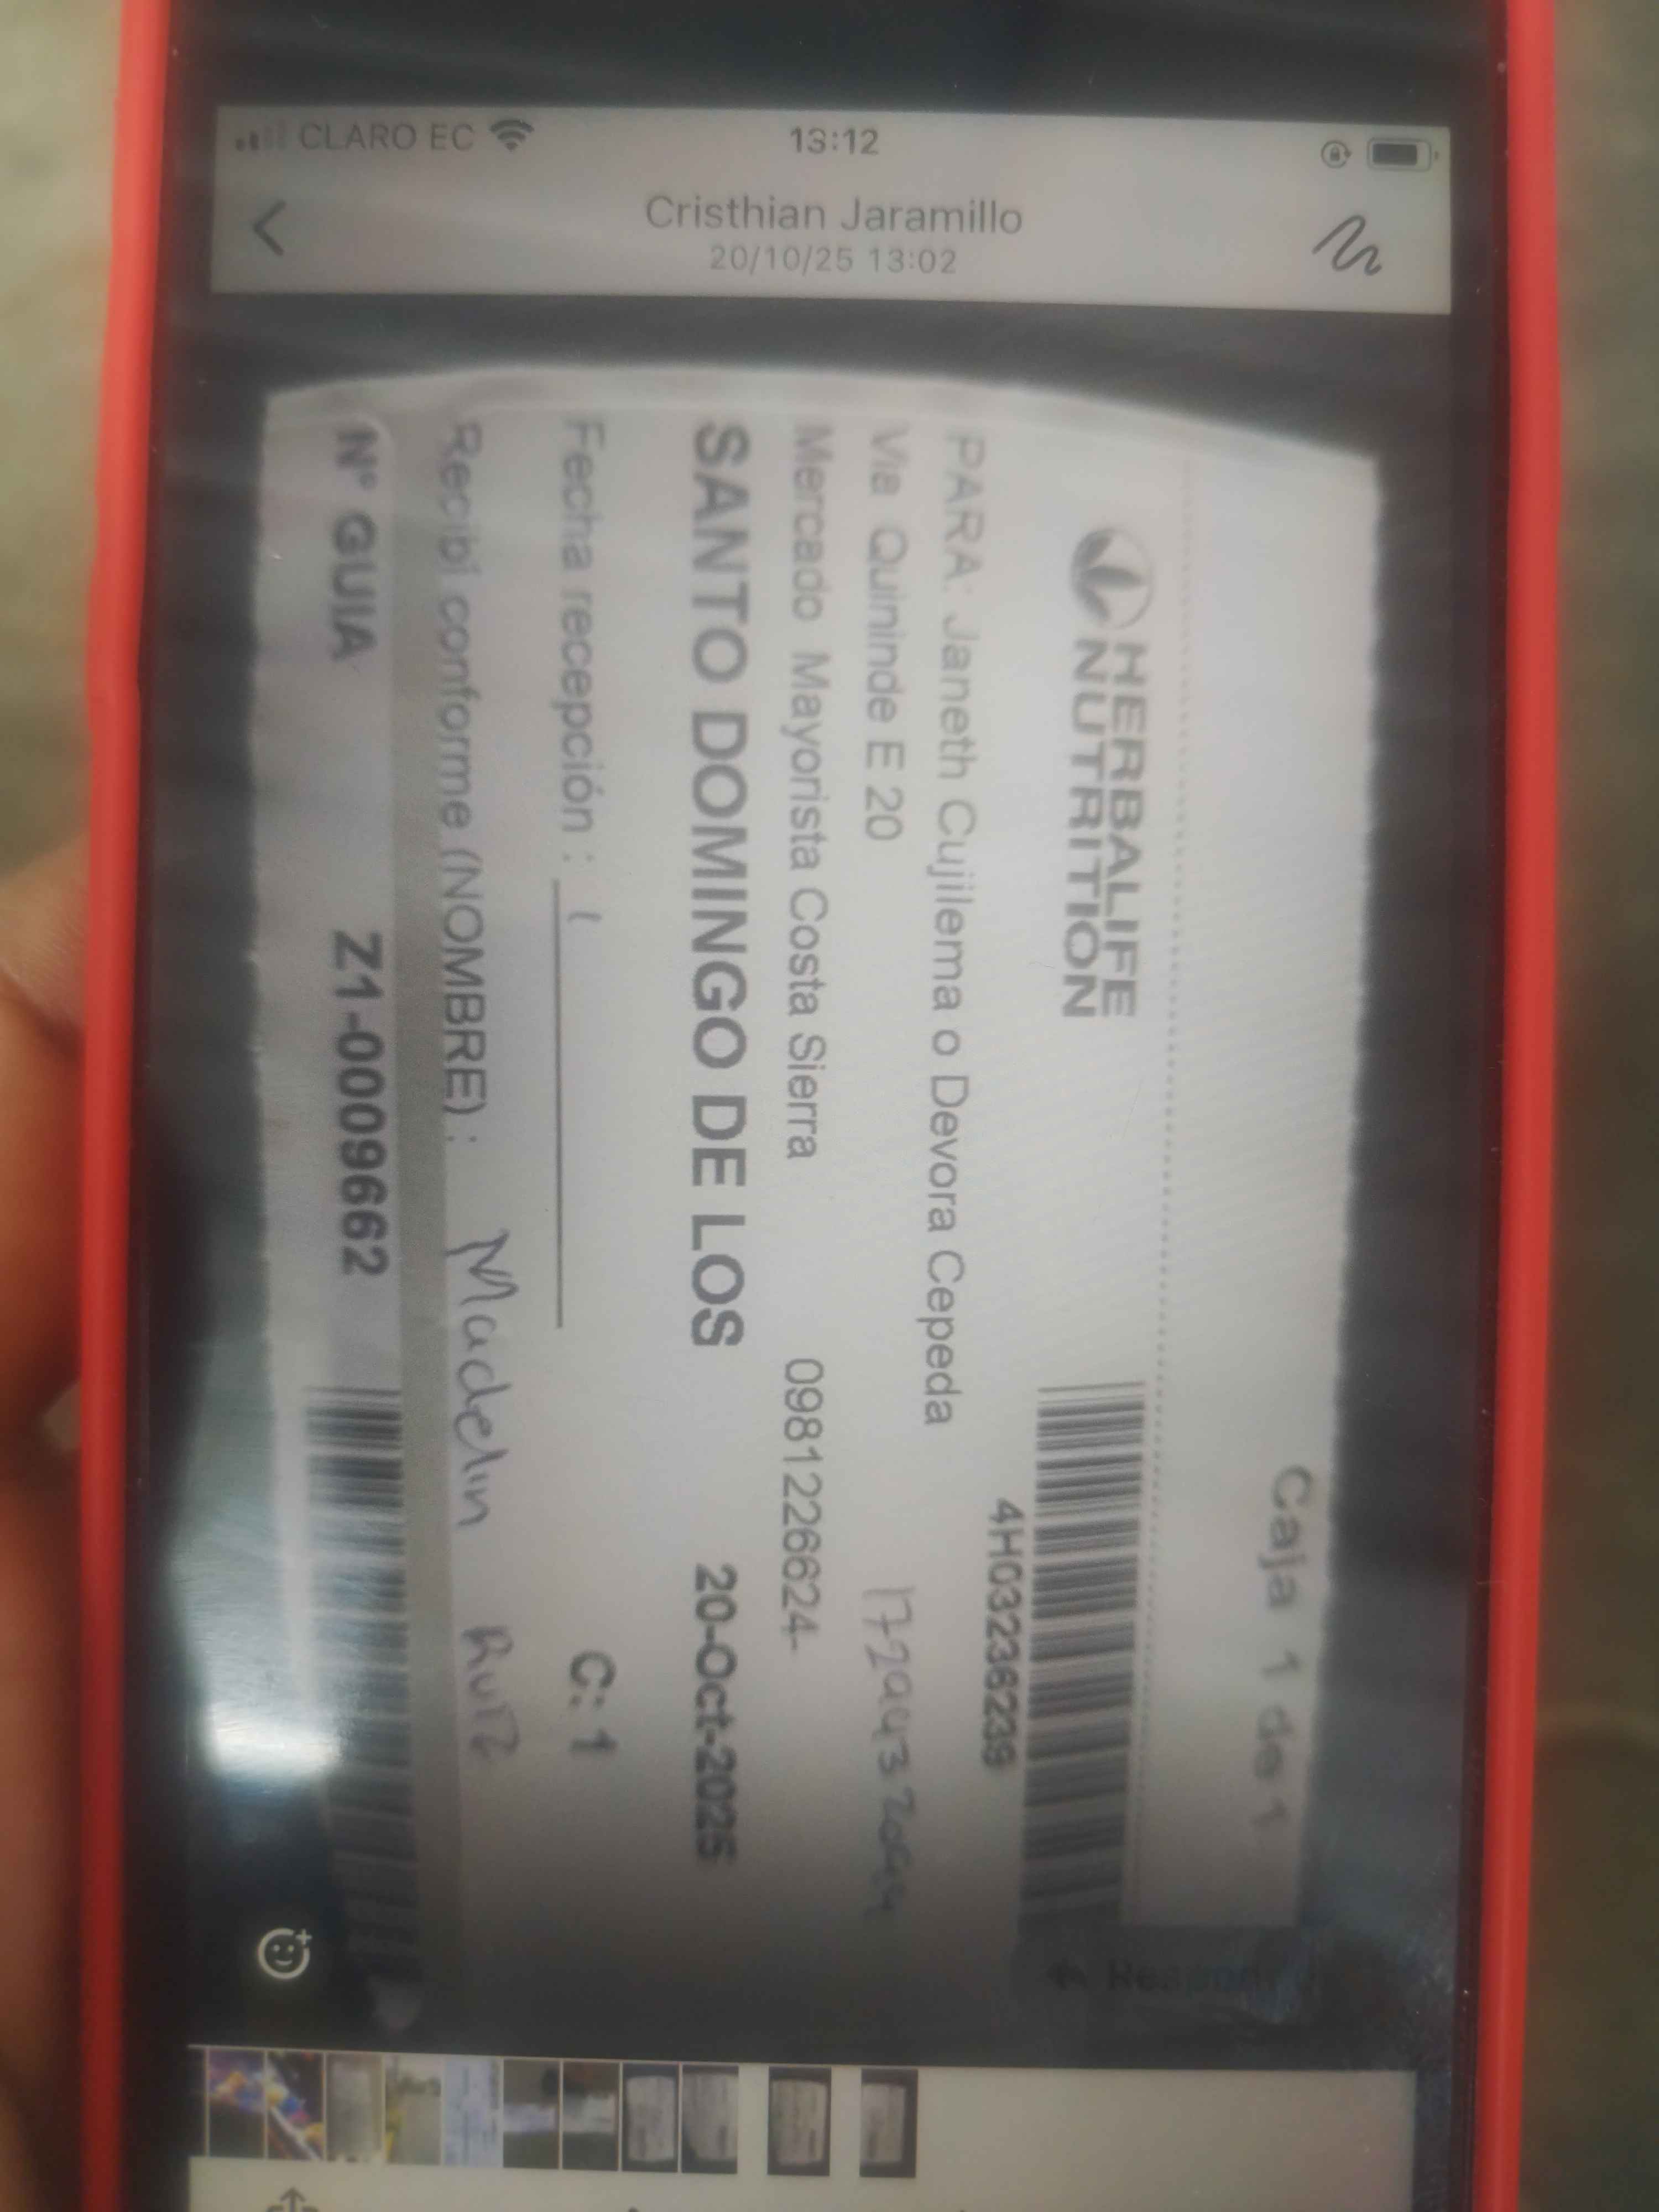 CLARO EC
13:12
Cristhian Jaramillo
20/10/25 13:02
Caja 1 de 1
HERBALIFE
NUTRITION
4H03236239
PARA: Janeth Cujilema o Devora Cepeda
Via Quininde E 20
Mercado Mayorista Costa Sierra 0981226624-
SANTO DOMINGO DE LOS 20-Oct-2025
Fecha recepción : C: 1
Recibí conforme (NOMBRE) : Madelin Ruiz
N° GUIA Z1-0009662